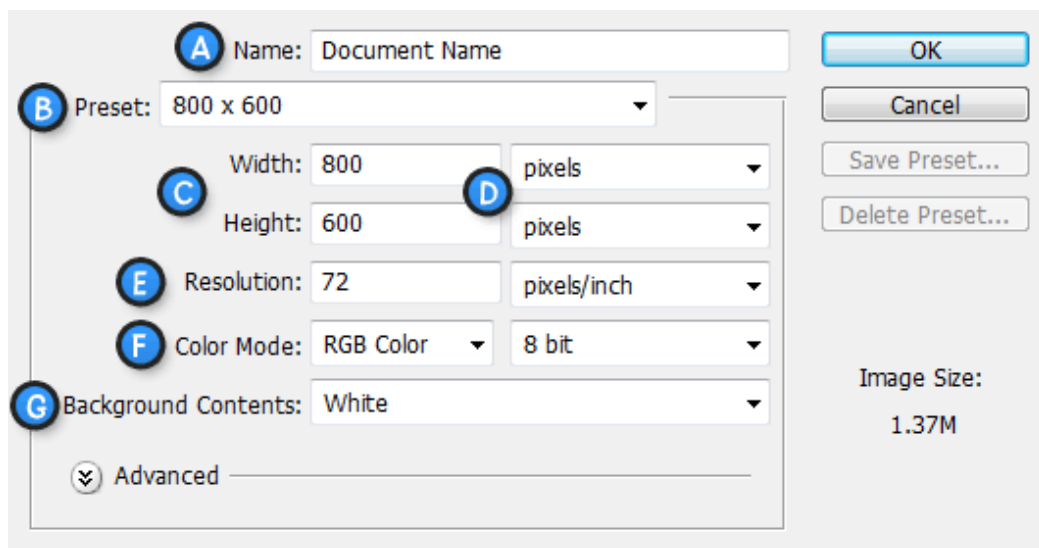 A Name: Document Name OK
B Preset: 800 x 600 Cancel
Width: 800 pixels Save Preset...
C D
Height: 600 pixels Delete Preset...
E Resolution: 72 pixels/inch
F Color Mode: RGB Color 8 bit
Image Size:
G Background Contents: White
1.37M
Advanced